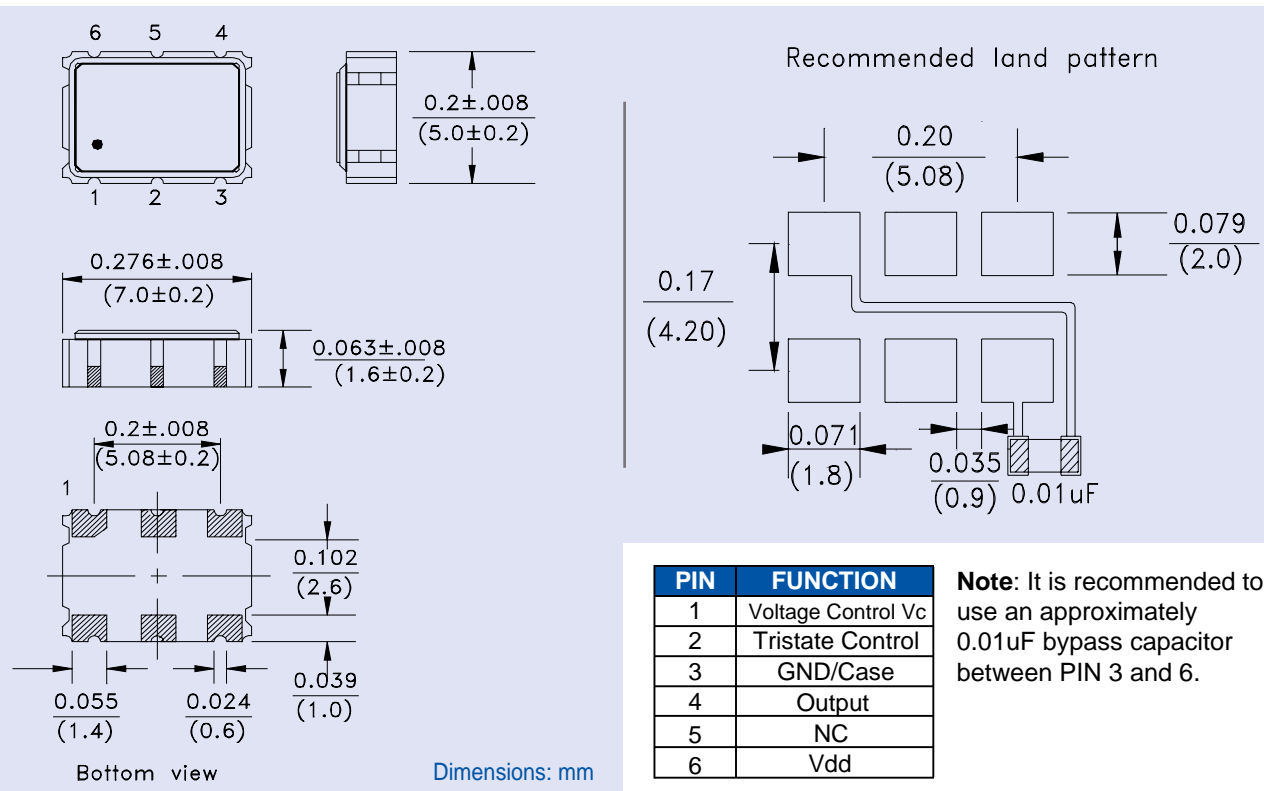 6 5 4
1 2 3
0.2±.008
(5.0±0.2)
0.276±.008
(7.0±0.2)
0.063±.008
(1.6±0.2)
0.2±.008
(5.08±0.2)
1
0.102
(2.6)
0.039
(1.0)
0.055
(1.4)
0.024
(0.6)
Bottom view
Dimensions: mm
Recommended land pattern
0.20
(5.08)
0.079
(2.0)
0.17
(4.20)
0.071
(1.8)
0.035
(0.9)
0.01uF
PIN FUNCTION
1 Voltage Control Vc
2 Tristate Control
3 GND/Case
4 Output
5 NC
6 Vdd
Note: It is recommended to
use an approximately
0.01uF bypass capacitor
between PIN 3 and 6.